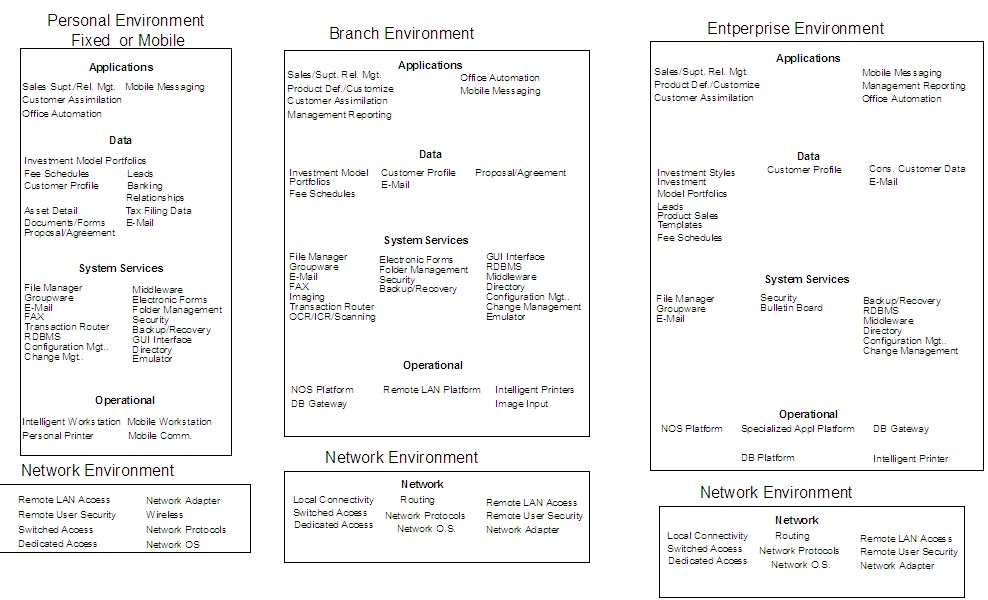 Personal Environment
Fixed or Mobile
Applications
Sales Supt./Rel. Mgt. Mobile Messaging
Customer Assimilation
Office Automation
Data
Investment Model Portfolios
Fee Schedules Leads
Customer Profile Banking
Relationships
Asset Detail Tax Filing Data
Documents/Forms E-Mail
Proposal/Agreement
System Services
File Manager Middleware
Groupware Electronic Forms
E-Mail Folder Management
FAX Security
Transaction Router Backup/Recovery
RDBMS GUI Interface
Configuration Mgt.. Directory
Change Mgt.. Emulator
Operational
Intelligent Workstation Mobile Workstation
Personal Printer Mobile Comm.
Network Environment
Remote LAN Access Network Adapter
Remote User Security Wireless
Switched Access Network Protocols
Dedicated Access Network OS
Branch Environment
Applications
Sales/Supt. Rel. Mgt. Office Automation
Product Def./Customize Mobile Messaging
Customer Assimilation
Management Reporting
Data
Investment Model Customer Profile Proposal/Agreement
Portfolios E-Mail
Fee Schedules
System Services
File Manager Electronic Forms GUI Interface
Groupware Folder Management RDBMS
E-Mail Security Middleware
FAX Backup/Recovery Directory
Imaging Configuration Mgt..
Transaction Router Change Management
OCR/ICR/Scanning Emulator
Operational
NOS Platform Remote LAN Platform Intelligent Printers
DB Gateway Image Input
Network Environment
Network
Local Connectivity Routing Remote LAN Access
Switched Access Network Protocols Remote User Security
Dedicated Access Network O.S. Network Adapter
Entperprise Environment
Applications
Sales/Supt. Rel. Mgt. Mobile Messaging
Product Def./Customize Management Reporting
Customer Assimilation Office Automation
Data
Investment Styles Customer Profile Cons. Customer Data
Investment E-Mail
Model Portfolios
Leads
Product Sales
Templates
Fee Schedules
System Services
File Manager Security Backup/Recovery
Groupware Bulletin Board RDBMS
E-Mail Middleware
Directory
Configuration Mgt..
Change Management
Operational
NOS Platform Specialized Appl Platform DB Gateway
DB Platform Intelligent Printer
Network Environment
Network
Local Connectivity Routing Remote LAN Access
Switched Access Network Protocols Remote User Security
Dedicated Access Network O.S. Network Adapter